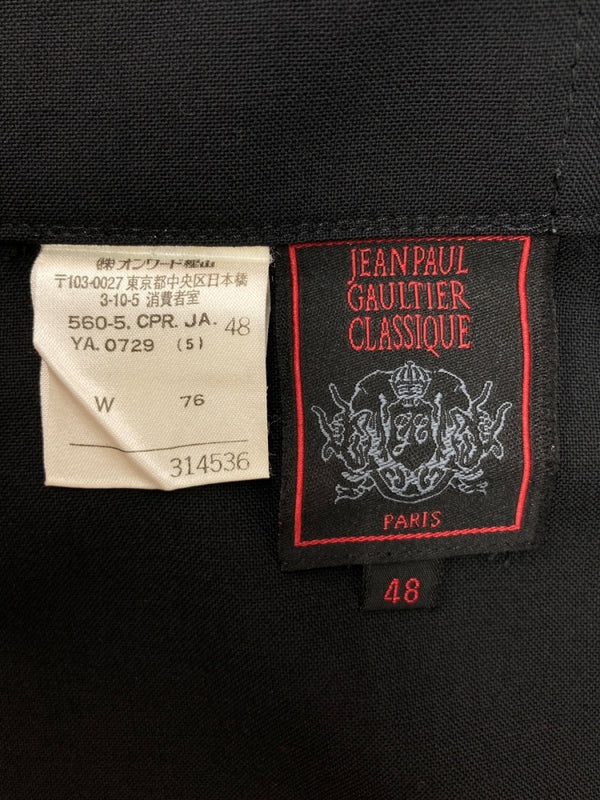 ㈱オンワード樫山
〒103-0027 東京都中央区日本橋
3-10-5 消費者室
560-5. CPR. JA. 48
YA. 0729 (5)
W 76
314536
JEAN PAUL
GAULTIER
CLASSIQUE
PARIS
48